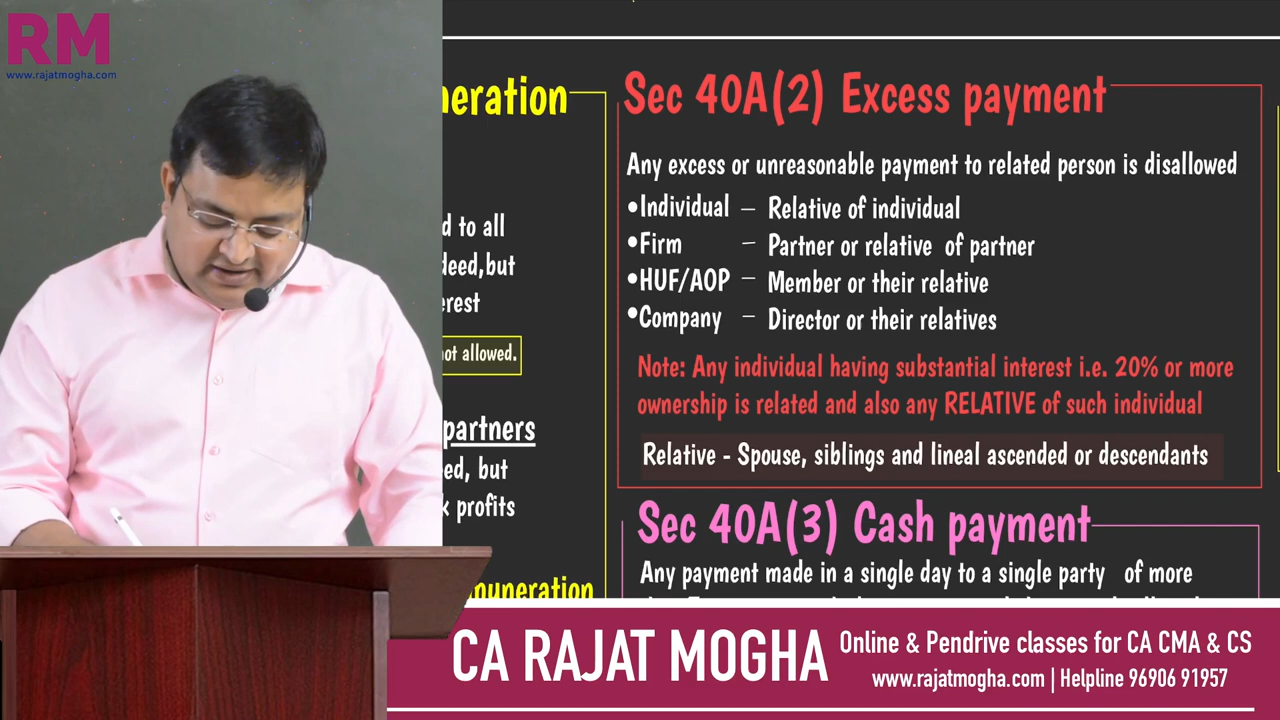 RM
www.rajatmogha.com
neration
d to all
deed,but
erest
not allowed.
partners
ed, but
k profits
muneration
Sec 40A(2) Excess payment
Any excess or unreasonable payment to related person is disallowed
•Individual – Relative of individual
•Firm – Partner or relative of partner
•HUF/AOP – Member or their relative
•Company – Director or their relatives
Note: Any individual having substantial interest i.e. 20% or more
ownership is related and also any RELATIVE of such individual
Relative - Spouse, siblings and lineal ascended or descendants
Sec 40A(3) Cash payment
Any payment made in a single day to a single party of more
CA RAJAT MOGHA
Online & Pendrive classes for CA CMA & CS
www.rajatmogha.com | Helpline 96906 91957